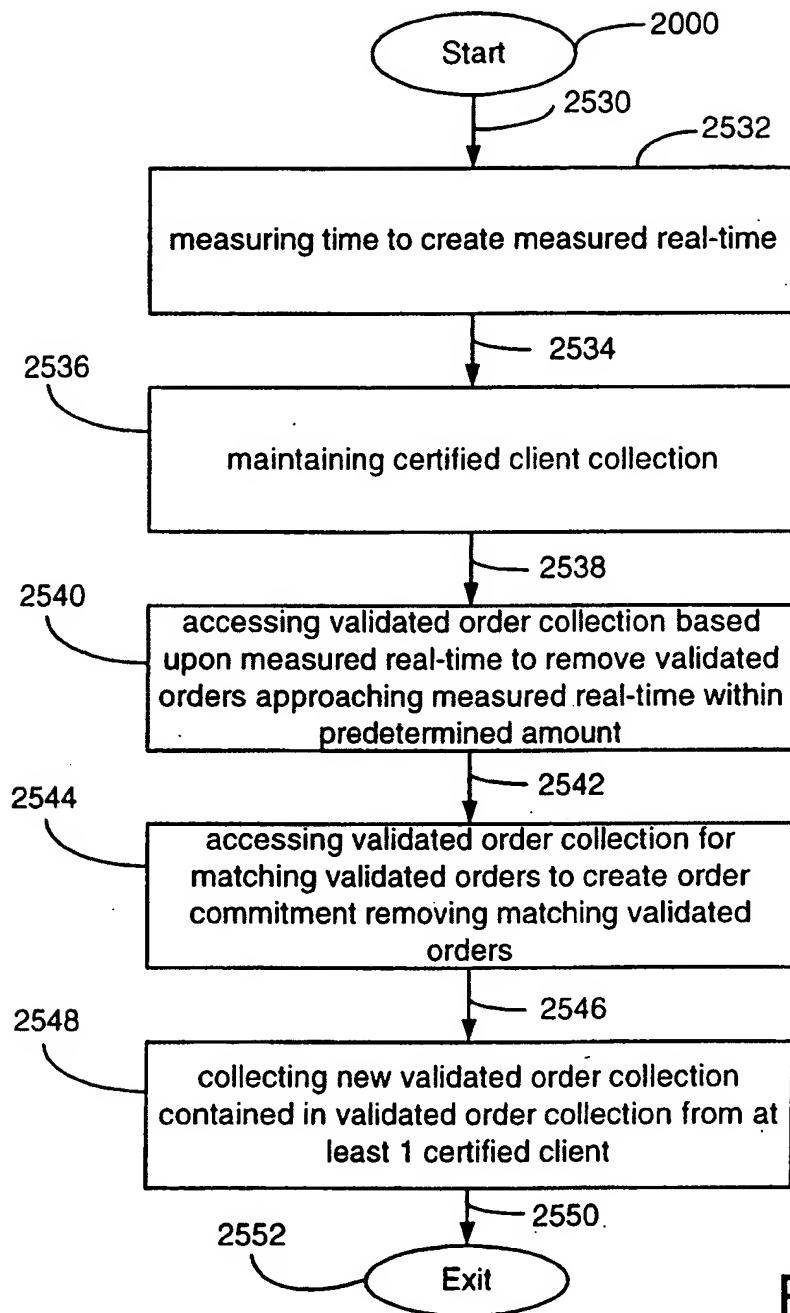 Start
2000
2530
2532
measuring time to create measured real-time
2534
2536
maintaining certified client collection
2538
2540
accessing validated order collection based
upon measured real-time to remove validated
orders approaching measured real-time within
predetermined amount
2542
2544
accessing validated order collection for
matching validated orders to create order
commitment removing matching validated
orders
2546
2548
collecting new validated order collection
contained in validated order collection from at
least 1 certified client
2550
2552
Exit